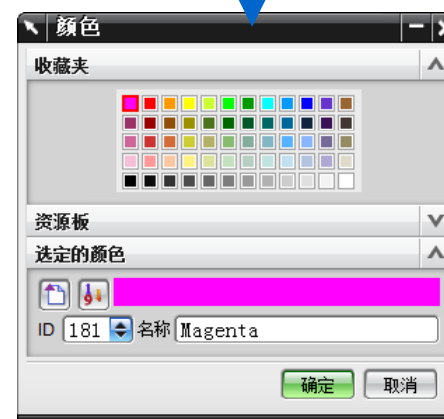 颜色
收藏夹
资源板
选定的颜色
ID 181 名称 Magenta
确定 取消